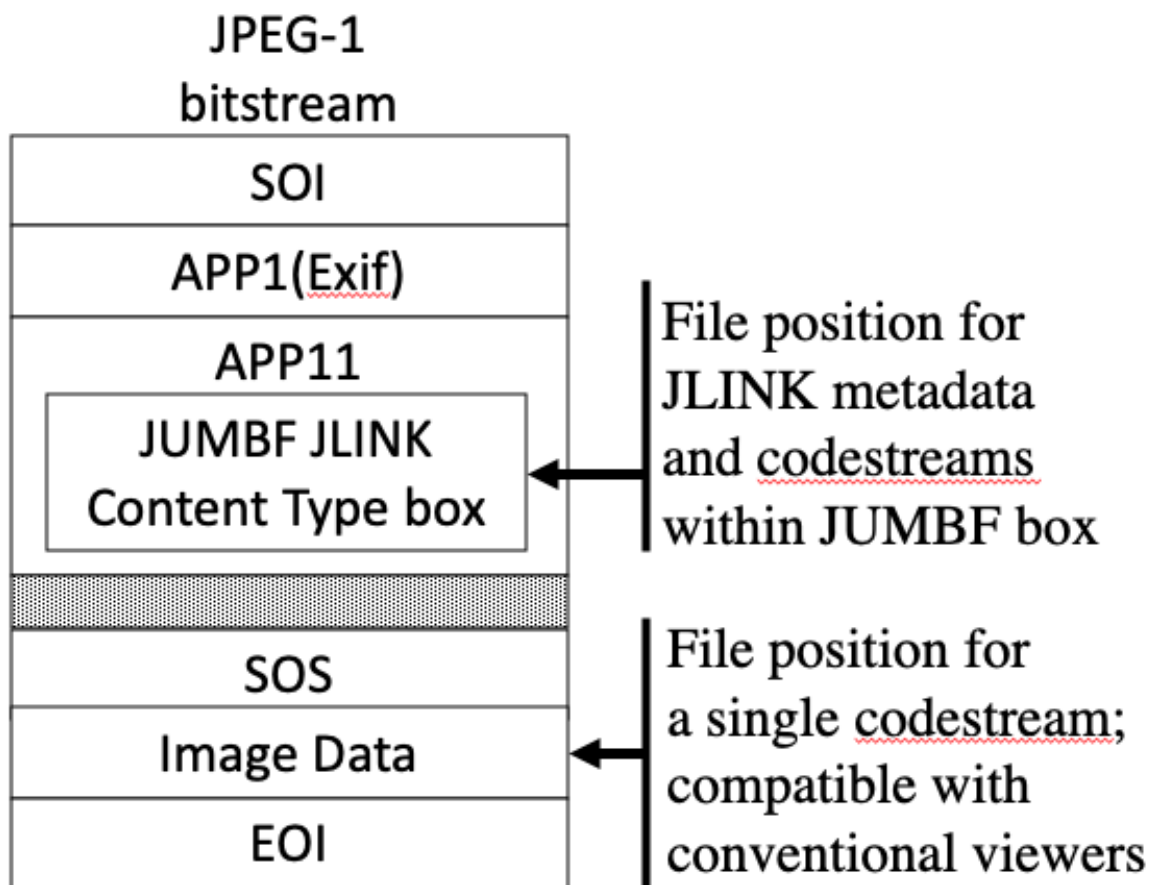 JPEG-1
bitstream
SOI
APP1(Exif)
APP11
JUMBF JLINK
Content Type box
File position for
JLINK metadata
and codestreams
within JUMBF box
SOS
Image Data
EOI
File position for
a single codestream;
compatible with
conventional viewers